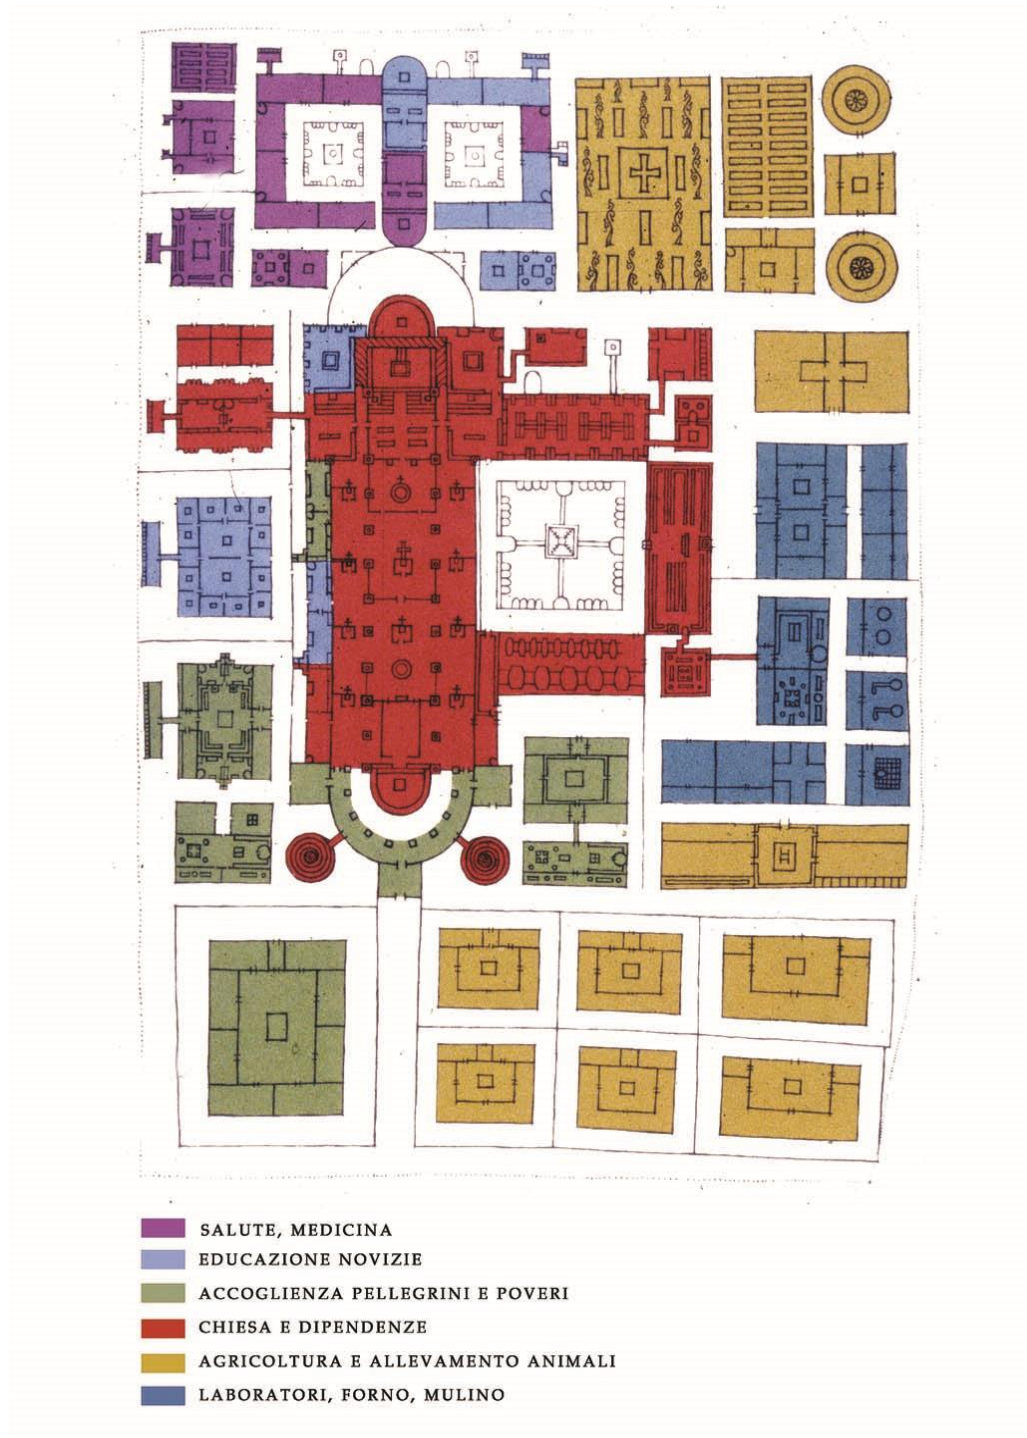 SALUTE, MEDICINA
EDUCAZIONE NOVIZIE
ACCOGLIENZA PELLEGRINI E POVERI
CHIESA E DIPENDENZE
AGRICOLTURA E ALLEVAMENTO ANIMALI
LABORATORI, FORNO, MULINO